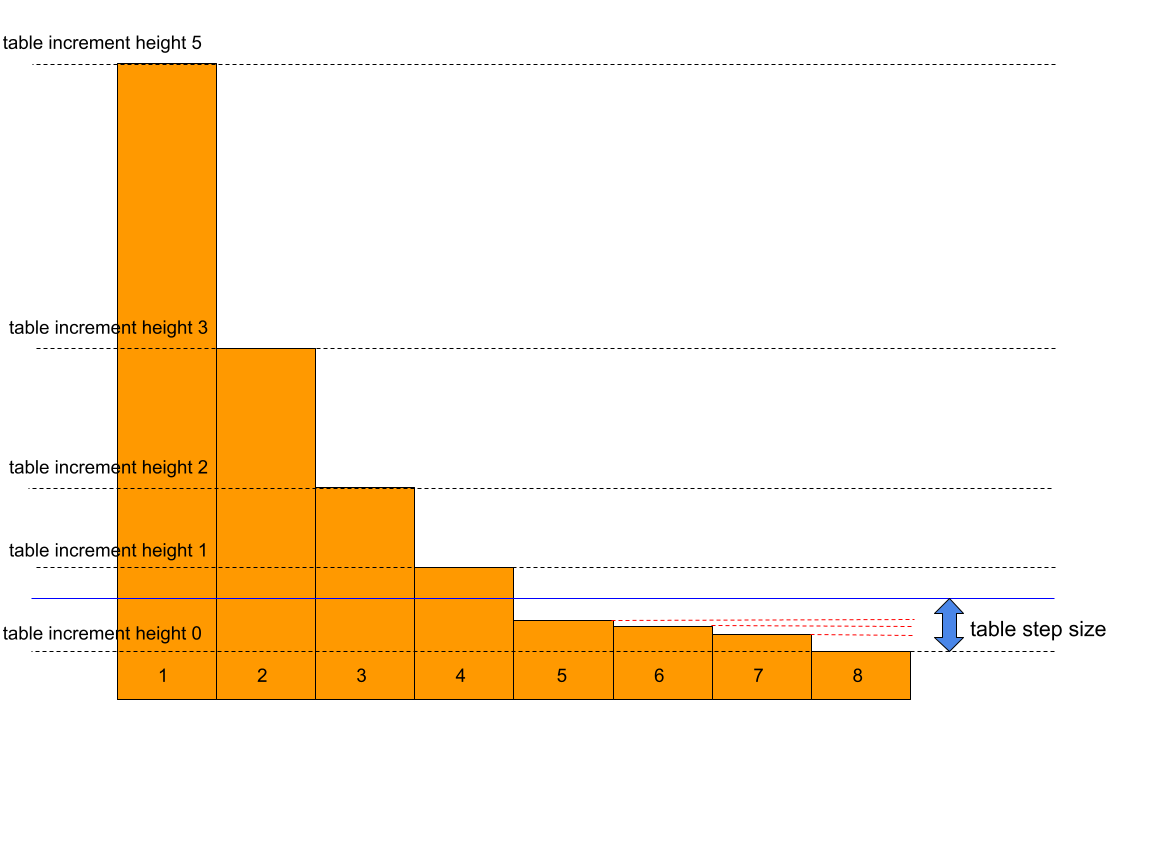 table increment height 5
table increment height 3
table increment height 2
table increment height 1
table increment height 0
table step size
1 2 3 4 5 6 7 8